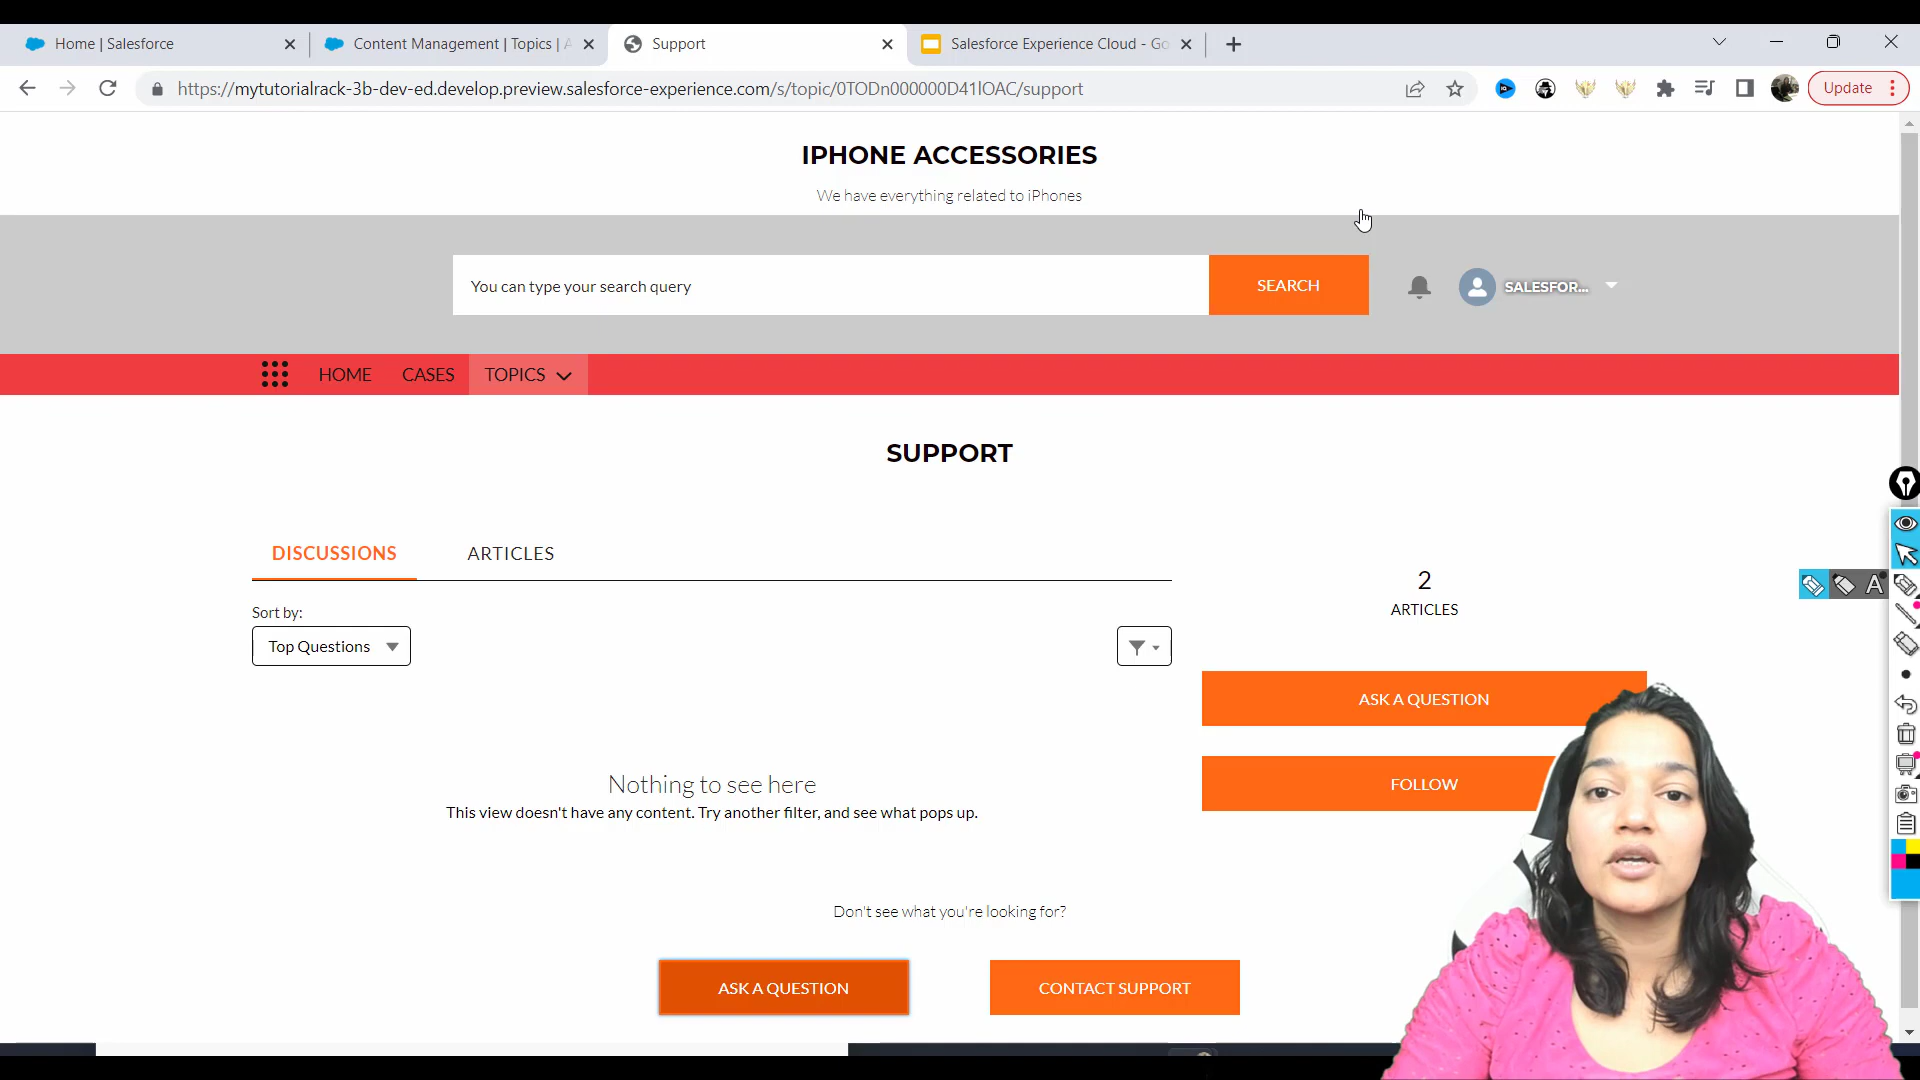 Home | Salesforce
Content Management | Topics | A
Support
Salesforce Experience Cloud - Go
https://mytutorialrack-3b-dev-ed.develop.preview.salesforce-experience.com/s/topic/0TODn000000D41lOAC/support
Update
IPHONE ACCESSORIES
We have everything related to iPhones
You can type your search query
SEARCH
SALESFOR...
HOME
CASES
TOPICS
SUPPORT
DISCUSSIONS
ARTICLES
2
ARTICLES
Sort by:
Top Questions
ASK A QUESTION
FOLLOW
Nothing to see here
This view doesn't have any content. Try another filter, and see what pops up.
Don't see what you're looking for?
ASK A QUESTION
CONTACT SUPPORT
A